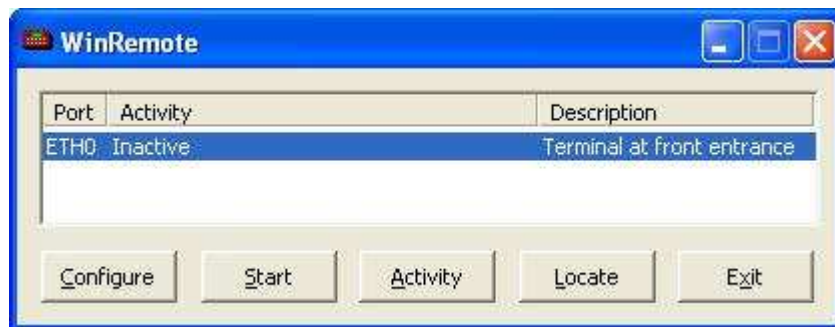 WinRemote
Port Activity Description
ETH0 Inactive Terminal at front entrance
Configure Start Activity Locate Exit